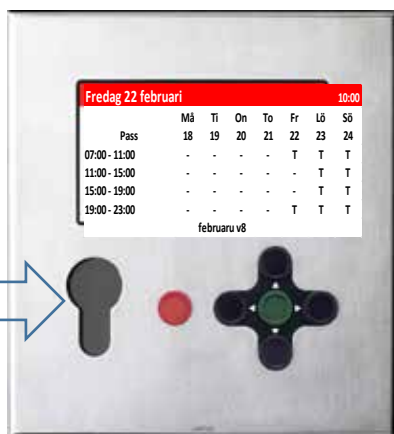 Fredag 22 februari 10:00
Må Ti On To Fr Lö Sö
Pass 18 19 20 21 22 23 24
07:00 - 11:00 - - - - T T T
11:00 - 15:00 - - - - - T T
15:00 - 19:00 - - - - - T T
19:00 - 23:00 - - - - T T T
februaru v8